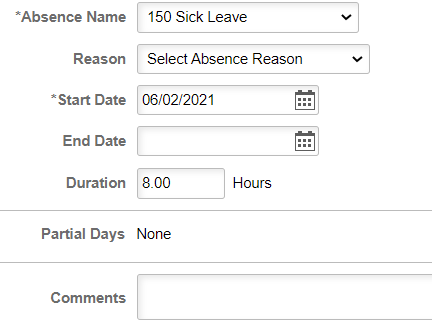 *Absence Name 150 Sick Leave
Reason Select Absence Reason
*Start Date 06/02/2021
End Date
Duration 8.00 Hours
Partial Days None
Comments